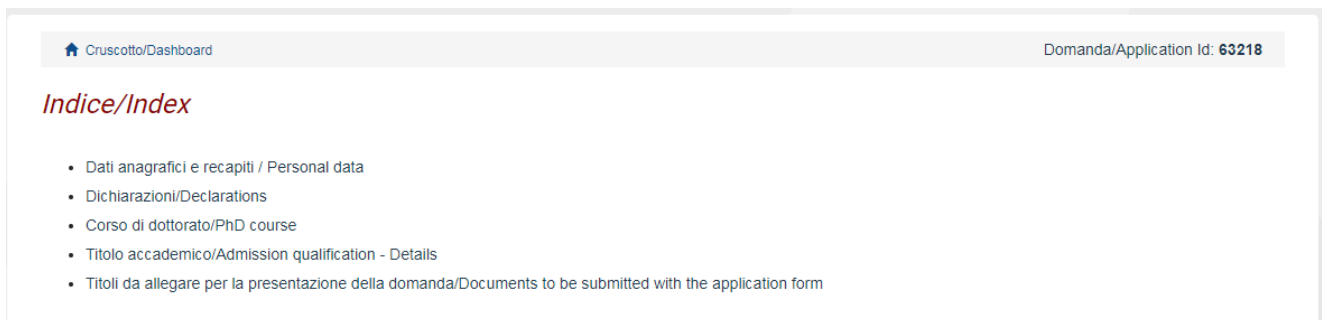 Cruscotto/Dashboard Domanda/Application Id: 63218
Indice/Index
• Dati anagrafici e recapiti / Personal data
• Dichiarazioni/Declarations
• Corso di dottorato/PhD course
• Titolo accademico/Admission qualification - Details
• Titoli da allegare per la presentazione della domanda/Documents to be submitted with the application form